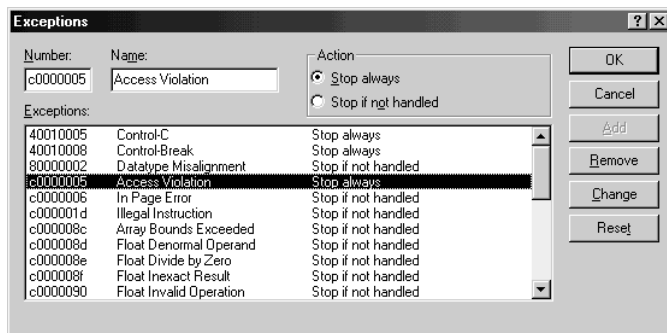 Exceptions
Number:
Name:
c0000005
Access Violation
Action
Stop always
Stop if not handled
OK
Cancel
Add
Remove
Change
Reset
Exceptions:
40010005 Control-C Stop always
40010008 Control-Break Stop always
80000002 Datatype Misalignment Stop if not handled
c0000005 Access Violation Stop always
c0000006 In Page Error Stop if not handled
c000001d Illegal Instruction Stop if not handled
c000008c Array Bounds Exceeded Stop if not handled
c000008d Float Denormal Operand Stop if not handled
c000008e Float Divide by Zero Stop if not handled
c000008f Float Inexact Result Stop if not handled
c0000090 Float Invalid Operation Stop if not handled